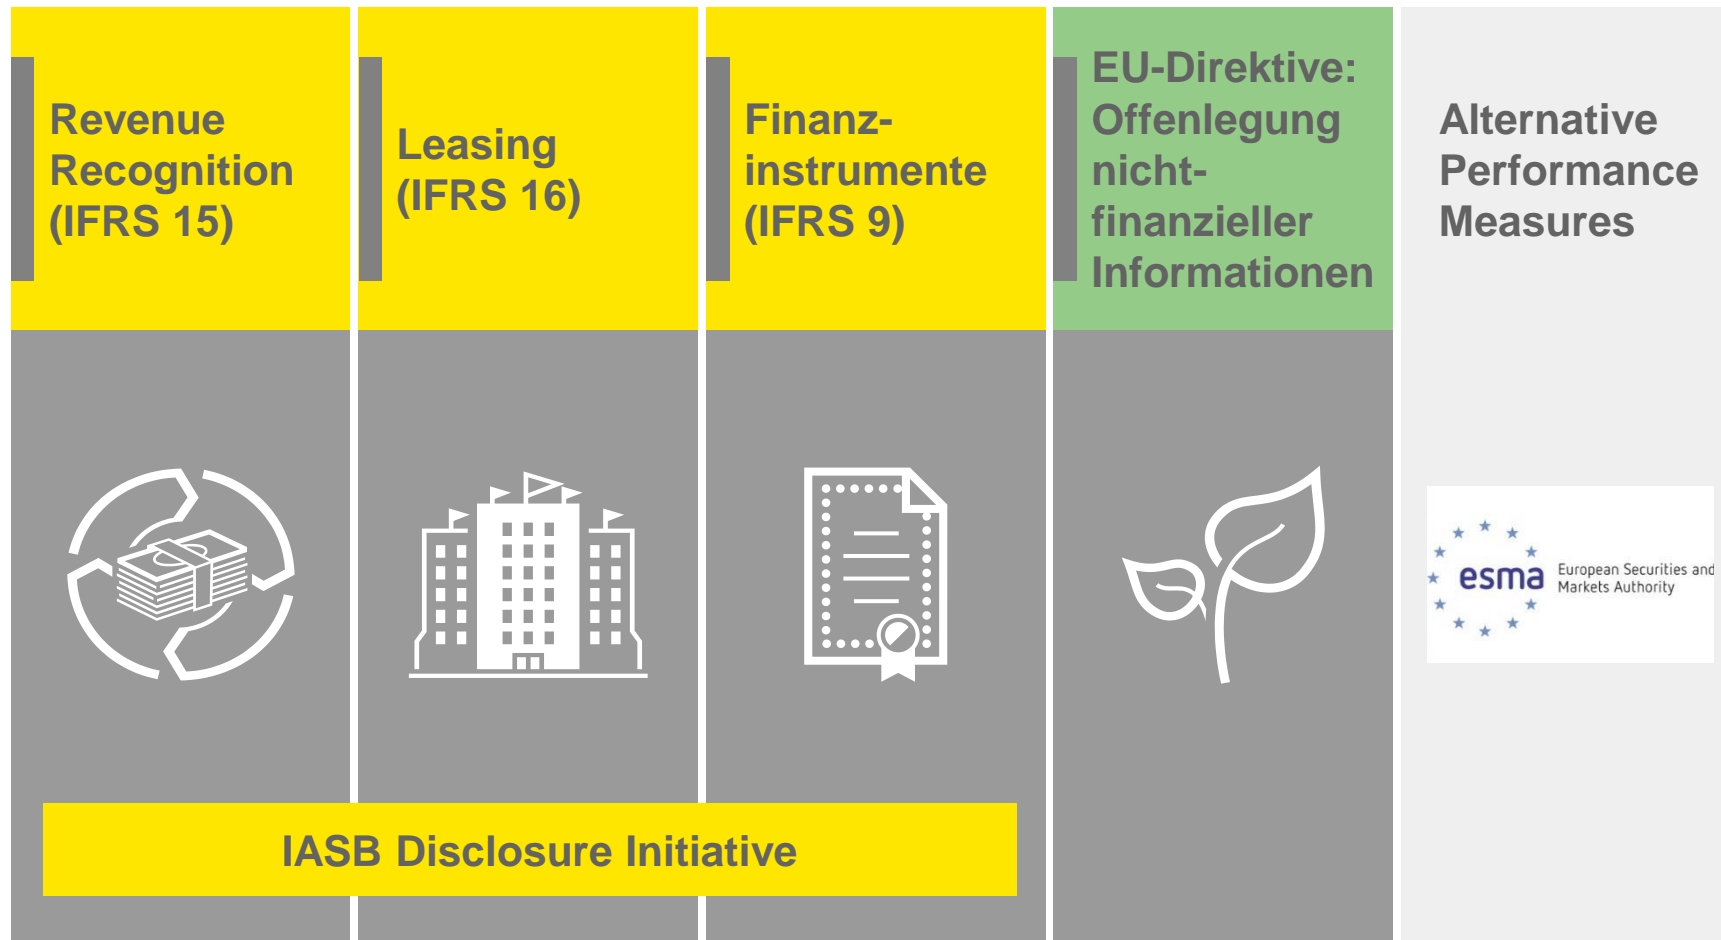 Revenue
Recognition
(IFRS 15)
Leasing
(IFRS 16)
Finanz-
instrumente
(IFRS 9)
EU-Direktive:
Offenlegung
nicht-
finanzieller
Informationen
Alternative
Performance
Measures
esma
European Securities and
Markets Authority
IASB Disclosure Initiative